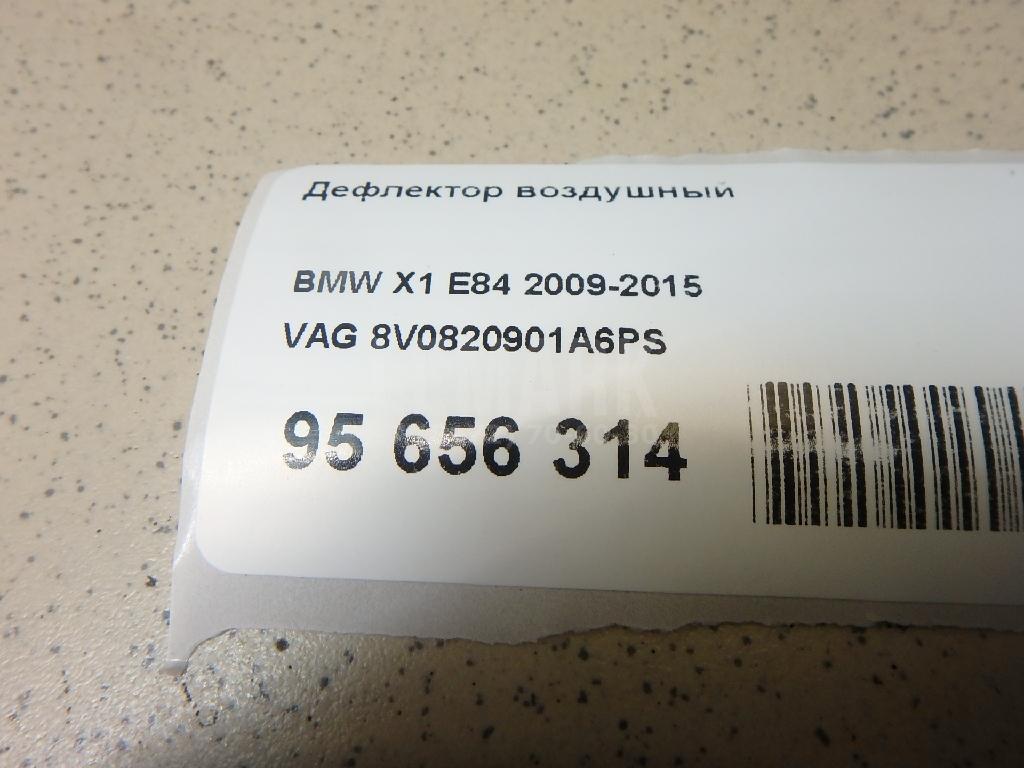 Дефлектор воздушный
BMW X1 E84 2009-2015
VAG 8V0820901A6PS
95 656 314